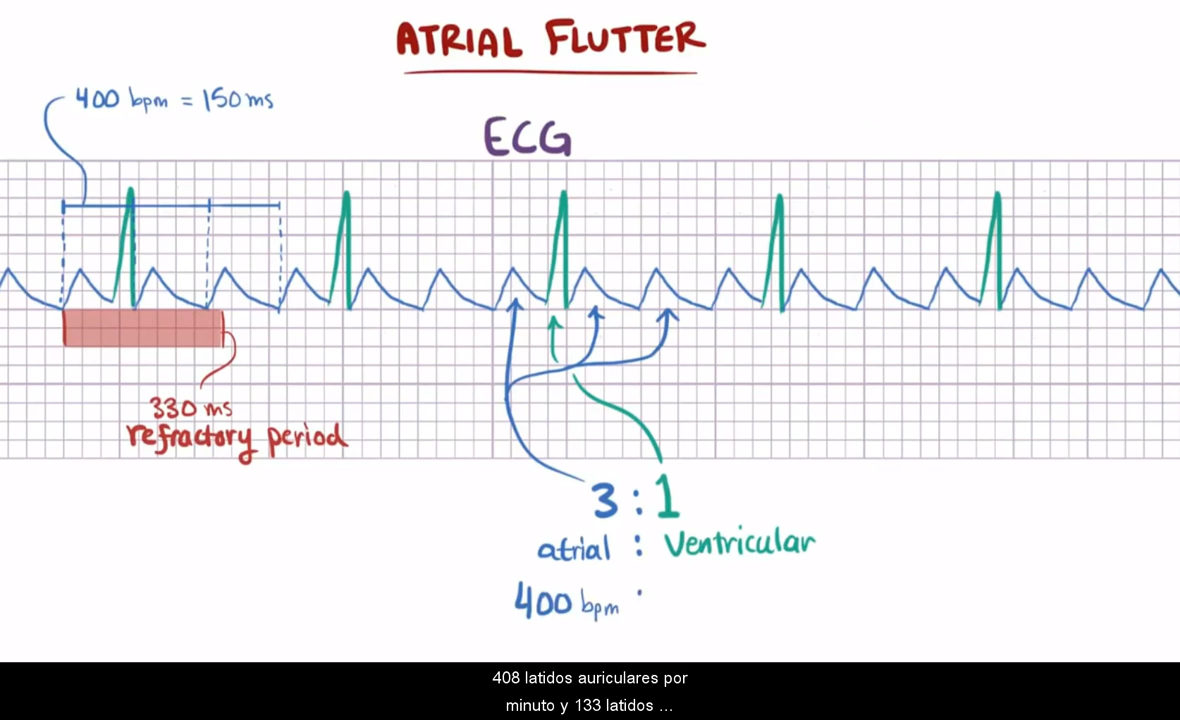 ATRIAL FLUTTER
400 bpm = 150 ms
ECG
330 ms
refractory period
3 : 1
atrial : Ventricular
400 bpm
408 latidos auriculares por
minuto y 133 latidos ...